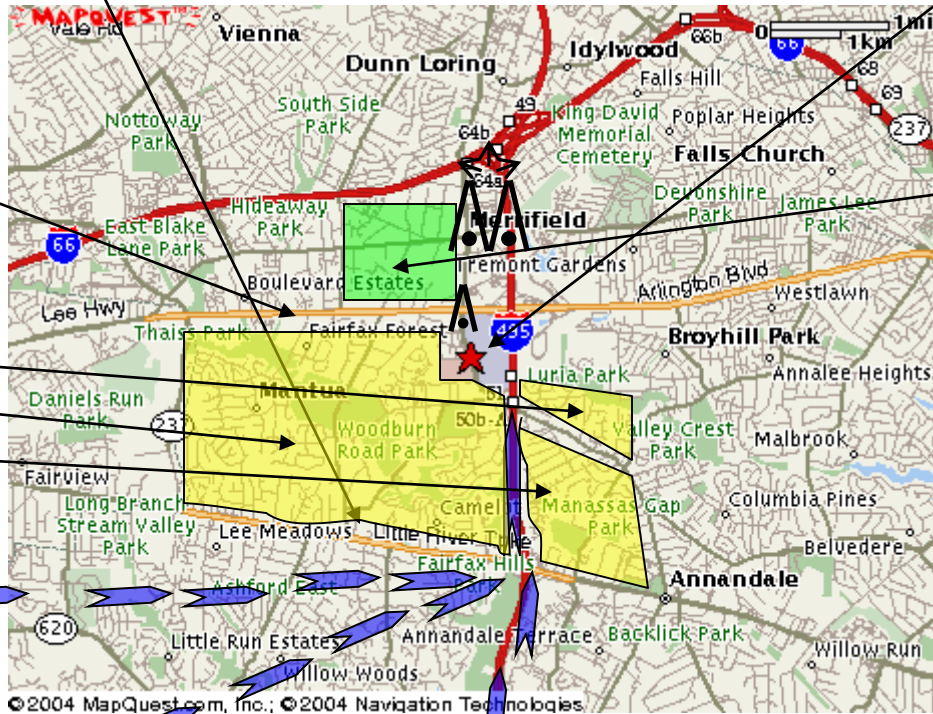 MAPQUEST
Vale Rd
Vienna
0
1mi
1km
66b
66
Idylwood
Dunn Loring
Falls Hill
68
69
South Side
Park
49
King David
Memorial
Cemetery
Poplar Heights
237
Nottoway
Park
64b
Falls Church
64a
Devonshire
Park
James Lee
Park
Hideaway
Park
Merrifield
East Blake
Lane Park
66
Tremont Gardens
Boulevard Estates
Arlington Blvd
Westlawn
Lee Hwy
Thaiss Park
Fairfax Forest
495
Broyhill Park
Luria Park
Annalee Heights
Mantua
51
Daniels Run
Park
50b-A
237
Woodburn
Road Park
Valley Crest
Park
Malbrook
Fairview
Long Branch
Stream Valley
Park
Camelot
Manassas Gap
Park
Columbia Pines
Lee Meadows
Little River Tpke
Belvedere
Fairfax Hills
Park
Ashford East
Annandale
620
Little Run Estates
Annandale Terrace
Backlick Park
Willow Run
Willow Woods
©2004 MapQuest.com, Inc.; ©2004 Navigation Technologies